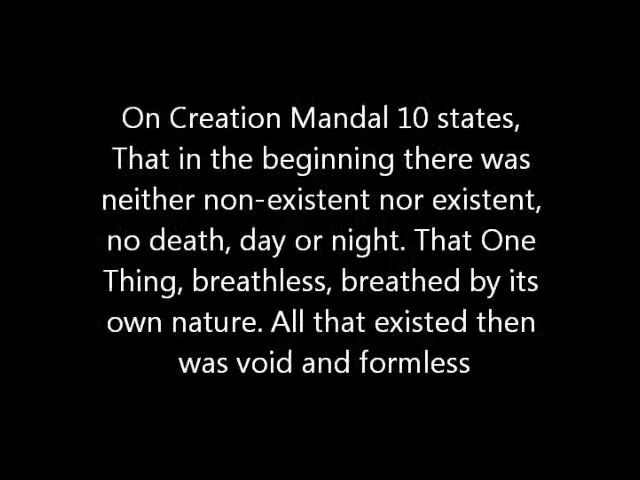 On Creation Mandal 10 states,
That in the beginning there was
neither non-existent nor existent,
no death, day or night. That One
Thing, breathless, breathed by its
own nature. All that existed then
was void and formless